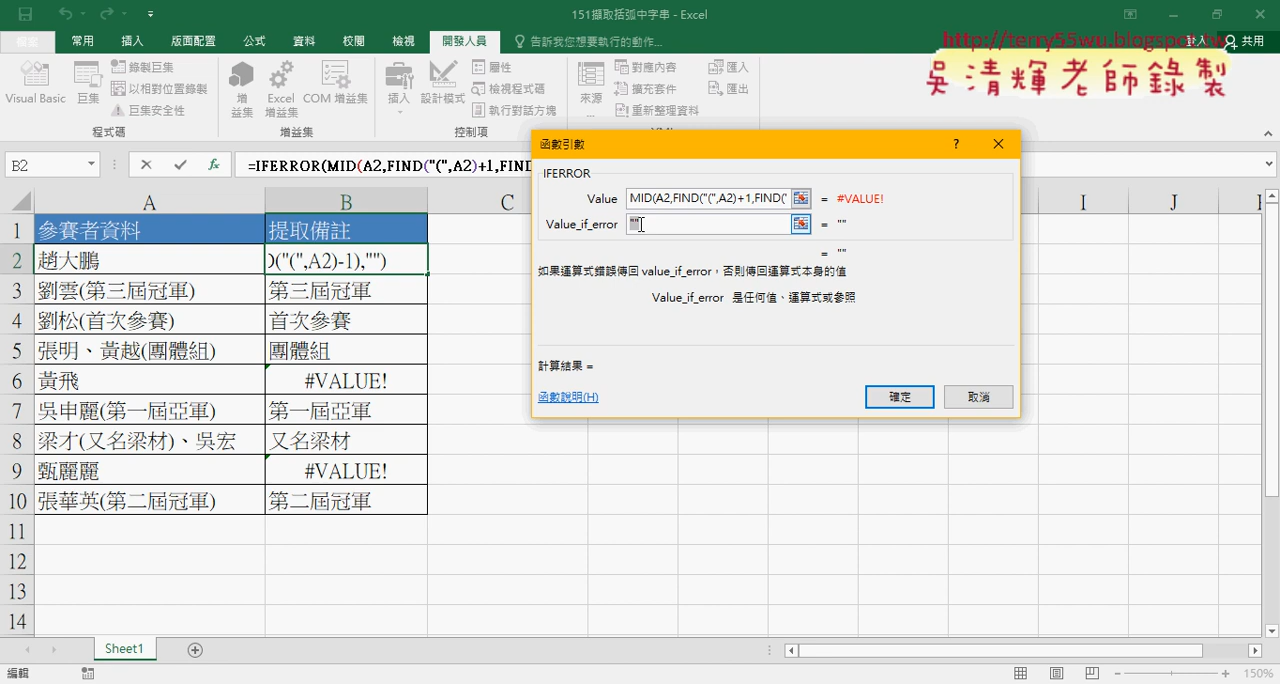 151擷取括弧中字串 - Excel
檔案 常用 插入 版面配置 公式 資料 校閱 檢視 開發人員 告訴我您想要執行的動作... 登入 共用
http://terry55wu.blogspot.tw
吳清輝老師錄製
Visual Basic 巨集 錄製巨集 以相對位置錄製 巨集安全性
程式碼
增益集 Excel 增益集 COM 增益集
增益集
插入 設計模式 屬性 檢視程式碼 執行對話方塊
控制項
來源 ... 對應內容 擴充套件 重新整理資料 匯入 匯出
B2 fx =IFERROR(MID(A2,FIND("(",A2)+1,FIND
函數引數 ?
IFERROR
Value MID(A2,FIND("(",A2)+1,FIND(" = #VALUE!
Value_if_error "" = ""
= ""
如果運算式錯誤傳回 value_if_error，否則傳回運算式本身的值
Value_if_error 是任何值、運算式或參照
計算結果 =
函數說明(H) 確定 取消
A B C I J
1 參賽者資料 提取備註
2 趙大鵬 )("(",A2)-1),"")
3 劉雲(第三屆冠軍) 第三屆冠軍
4 劉松(首次參賽) 首次參賽
5 張明、黃越(團體組) 團體組
6 黃飛 #VALUE!
7 吳申麗(第一屆亞軍) 第一屆亞軍
8 梁才(又名梁材)、吳宏 又名梁材
9 甄麗麗 #VALUE!
10 張華英(第二屆冠軍) 第二屆冠軍
11
12
13
14
Sheet1
編輯 150%